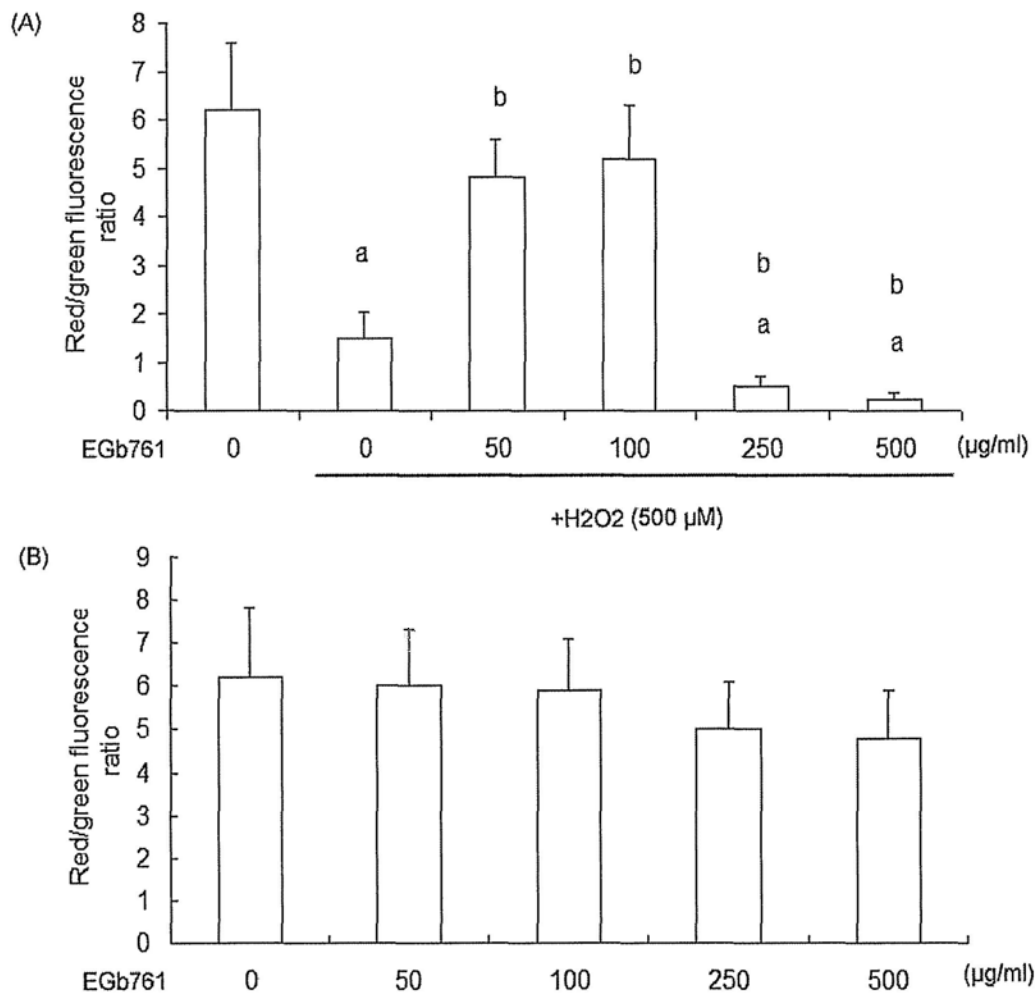 (A)
Red/green fluorescence
ratio
8
7
6
5
4
3
2
1
0
a
b
b
b
a
b
a
EGb761 0 0 50 100 250 500 (µg/ml)
+H2O2 (500 µM)
(B)
Red/green fluorescence
ratio
9
8
7
6
5
4
3
2
1
0
EGb761 0 50 100 250 500 (µg/ml)